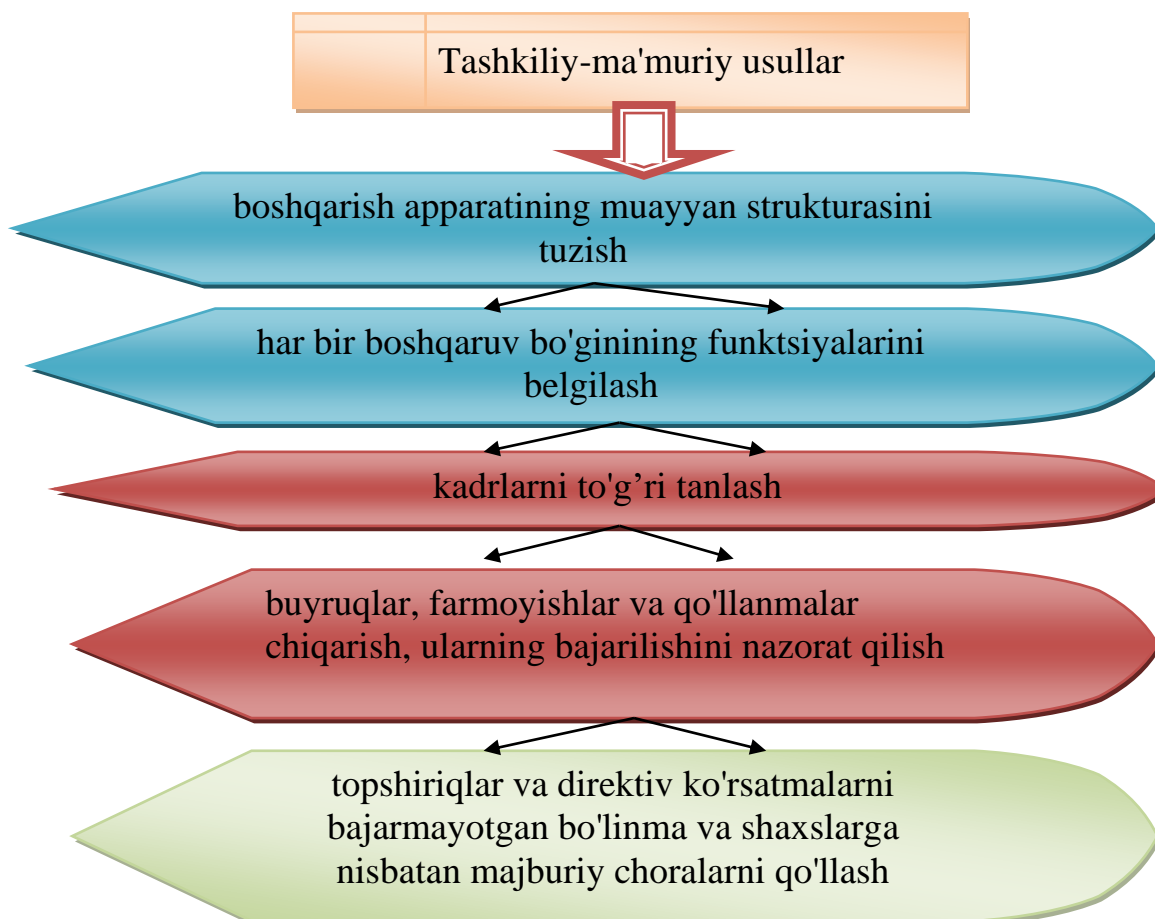 Tashkiliy-ma'muriy usullar
boshqarish apparatining muayyan strukturasini
tuzish
har bir boshqaruv bo'ginining funktsiyalarini
belgilash
kadrlarni to'g’ri tanlash
buyruqlar, farmoyishlar va qo'llanmalar
chiqarish, ularning bajarilishini nazorat qilish
topshiriqlar va direktiv ko'rsatmalarni
bajarmayotgan bo'linma va shaxslarga
nisbatan majburiy choralarni qo'llash